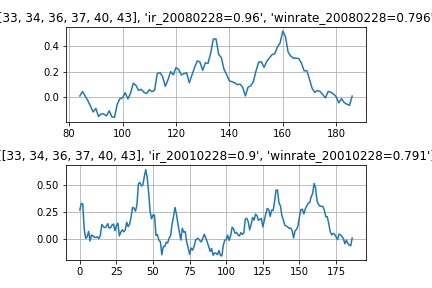 [33, 34, 36, 37, 40, 43], 'ir_20080228=0.96', 'winrate_20080228=0.796'
0.4
0.2
0.0
80 100 120 140 160 180
[[33, 34, 36, 37, 40, 43], 'ir_20010228=0.9', 'winrate_20010228=0.791']
0.50
0.25
0.00
0 25 50 75 100 125 150 175